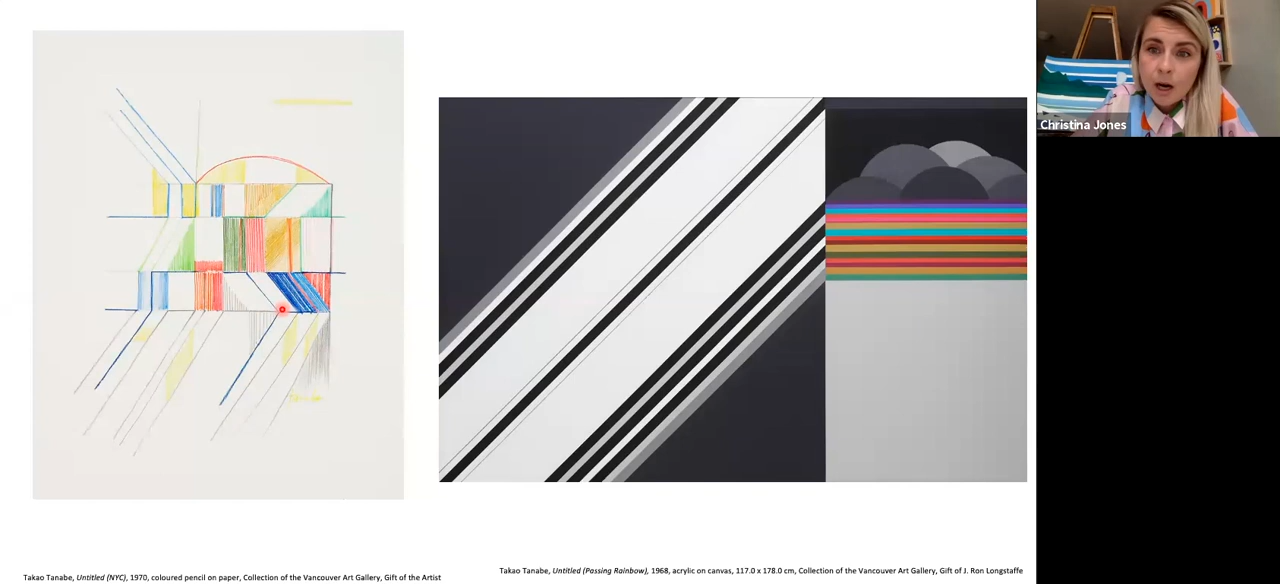 Christina Jones
Takao Tanabe, Untitled (Passing Rainbow), 1968, acrylic on canvas, 117.0 x 178.0 cm, Collection of the Vancouver Art Gallery, Gift of J. Ron Longstaffe
Takao Tanabe, Untitled (NYC), 1970, coloured pencil on paper, Collection of the Vancouver Art Gallery, Gift of the Artist